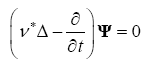 (ν*Δ − ∂/∂t) Ψ = 0